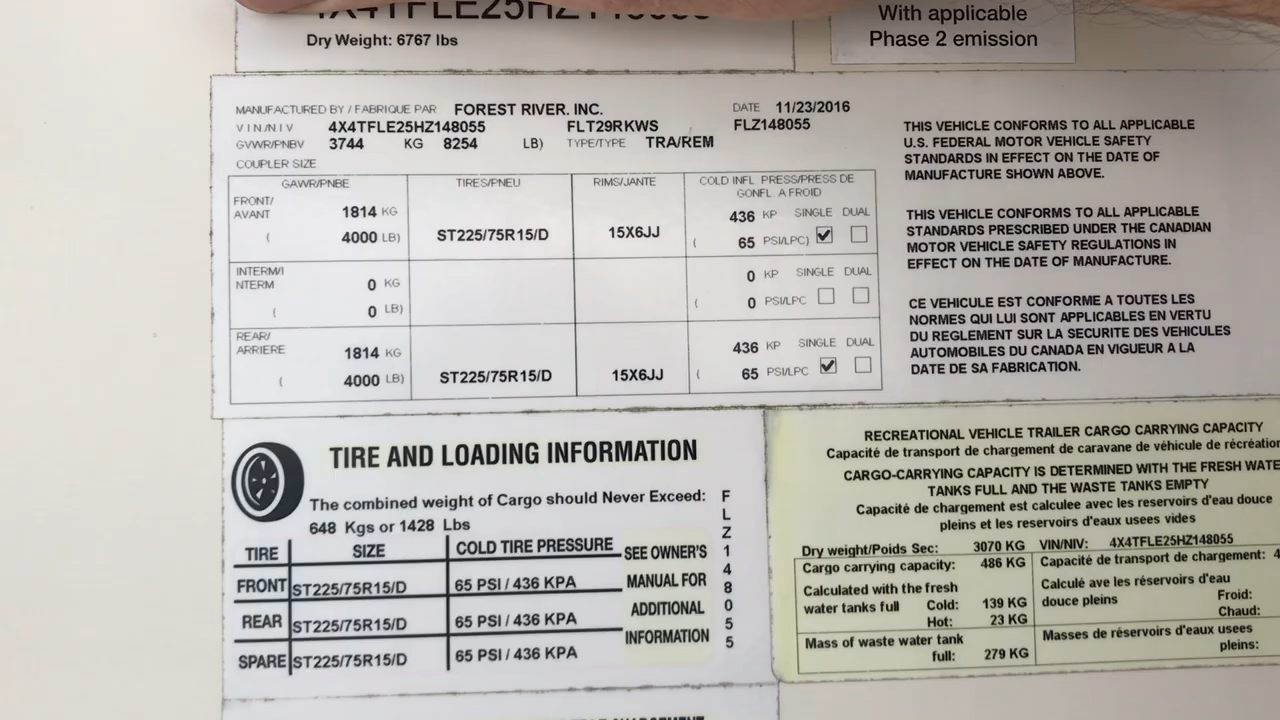 4X4TFLE25HZ148055
Dry Weight: 6767 lbs
With applicable
Phase 2 emission
MANUFACTURED BY / FABRIQUE PAR FOREST RIVER. INC. DATE 11/23/2016
VIN/NIV 4X4TFLE25HZ148055 FLT29RKWS FLZ148055
GVWR/PNBV 3744 KG 8254 LB) TYPE/TYPE TRA/REM
COUPLER SIZE
GAWR/PNBE TIRES/PNEU RIMS/JANTE COLD INFL PRESS/PRESS DE
GONFL A FROID
FRONT/
AVANT 1814 KG 436 KP SINGLE DUAL
( 4000 LB) ST225/75R15/D 15X6JJ ( 65 PSI/LPC)
INTERM/I
NTERM 0 KG 0 KP SINGLE DUAL
( 0 LB) ( 0 PSI/LPC
REAR/
ARRIERE 1814 KG 436 KP SINGLE DUAL
( 4000 LB) ST225/75R15/D 15X6JJ ( 65 PSI/LPC
THIS VEHICLE CONFORMS TO ALL APPLICABLE
U.S. FEDERAL MOTOR VEHICLE SAFETY
STANDARDS IN EFFECT ON THE DATE OF
MANUFACTURE SHOWN ABOVE.
THIS VEHICLE CONFORMS TO ALL APPLICABLE
STANDARDS PRESCRIBED UNDER THE CANADIAN
MOTOR VEHICLE SAFETY REGULATIONS IN
EFFECT ON THE DATE OF MANUFACTURE.
CE VEHICULE EST CONFORME A TOUTES LES
NORMES QUI LUI SONT APPLICABLES EN VERTU
DU REGLEMENT SUR LA SECURITE DES VEHICULES
AUTOMOBILES DU CANADA EN VIGUEUR A LA
DATE DE SA FABRICATION.
TIRE AND LOADING INFORMATION
The combined weight of Cargo should Never Exceed:
648 Kgs or 1428 Lbs
TIRE SIZE COLD TIRE PRESSURE
FRONT ST225/75R15/D 65 PSI / 436 KPA
REAR ST225/75R15/D 65 PSI / 436 KPA
SPARE ST225/75R15/D 65 PSI / 436 KPA
SEE OWNER'S
MANUAL FOR
ADDITIONAL
INFORMATION
FLZ148055
RECREATIONAL VEHICLE TRAILER CARGO CARRYING CAPACITY
Capacité de transport de chargement de caravane de véhicule de récréation
CARGO-CARRYING CAPACITY IS DETERMINED WITH THE FRESH WATE
TANKS FULL AND THE WASTE TANKS EMPTY
Capacité de chargement est calculee avec les reservoirs d'eau douce
pleins et les reservoirs d'eaux usees vides
Dry weight/Poids Sec: 3070 KG VIN/NIV: 4X4TFLE25HZ148055
Cargo carrying capacity: 486 KG Capacité de transport de chargement: 4
Calculated with the fresh
water tanks full Cold: 139 KG
Hot: 23 KG
Calculé ave les réservoirs d'eau
douce pleins Froid:
Chaud:
Mass of waste water tank
full: 279 KG
Masses de réservoirs d'eaux usees
pleins: